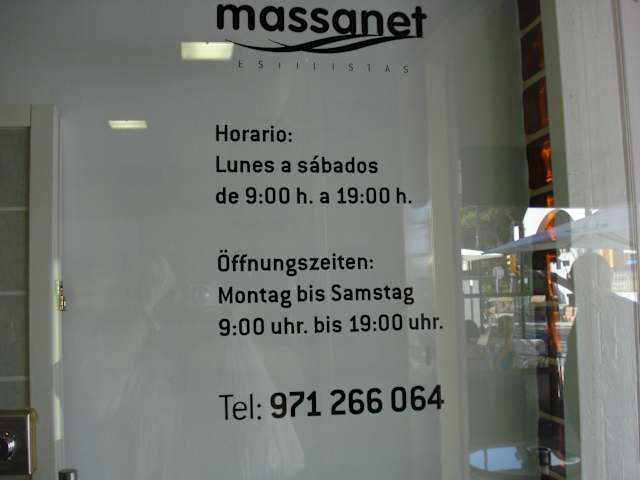 massanet
ESTILISTAS
Horario:
Lunes a sábados
de 9:00 h. a 19:00 h.
Öffnungszeiten:
Montag bis Samstag
9:00 uhr. bis 19:00 uhr.
Tel: 971 266 064